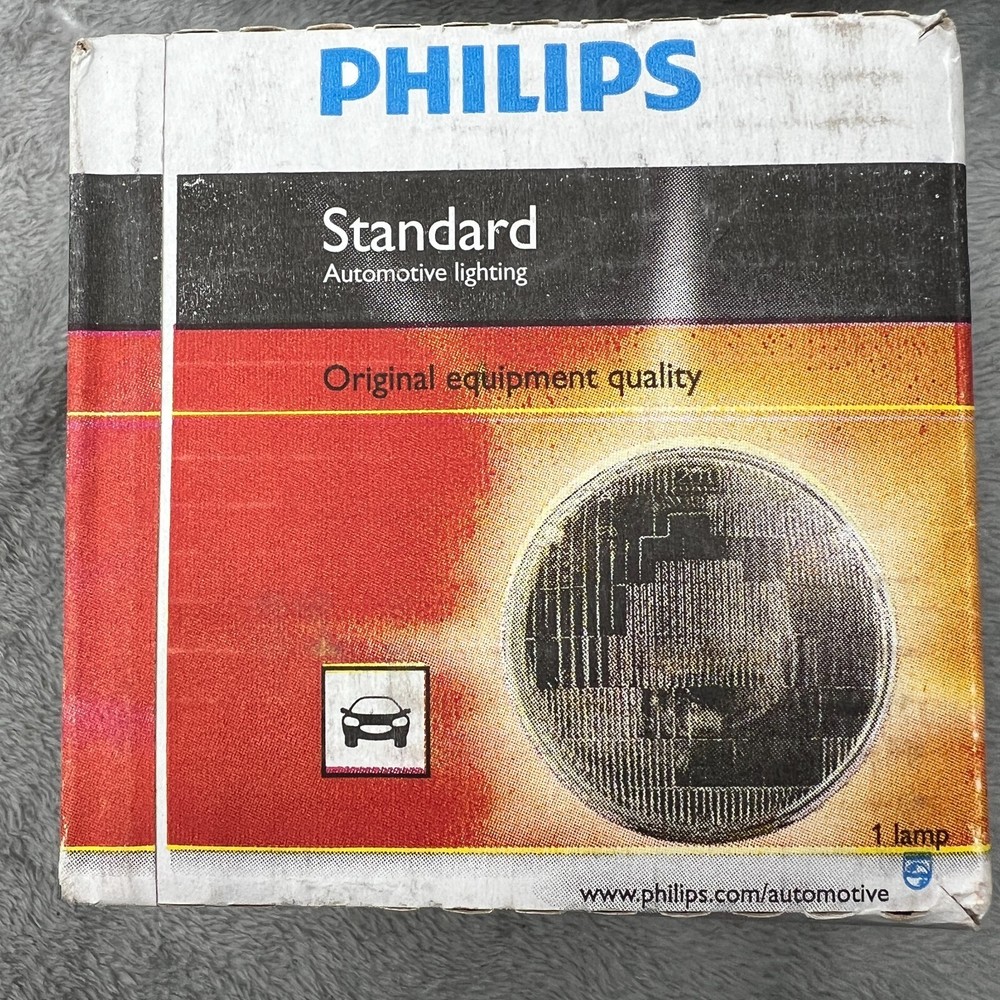 PHILIPS
Standard
Automotive lighting
Original equipment quality
1 lamp
www.philips.com/automotive